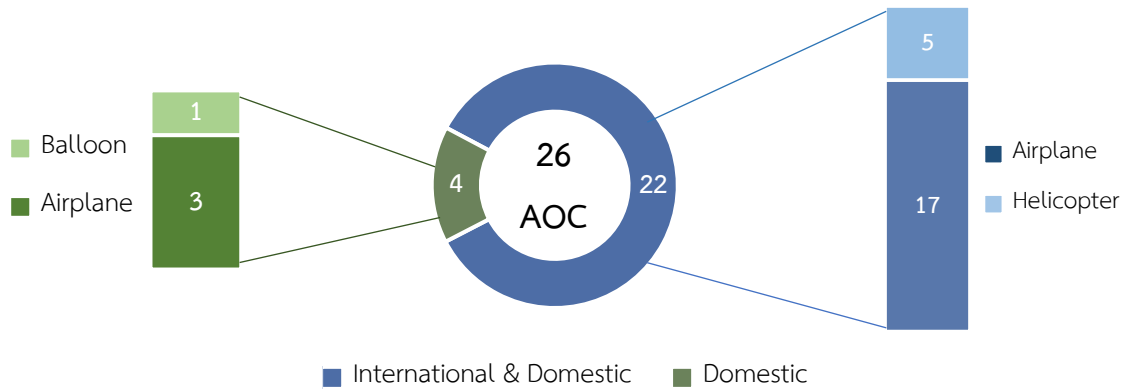 5
1
Balloon
26
Airplane
4
22
Airplane
3
Helicopter
17
AOC
International & Domestic
Domestic